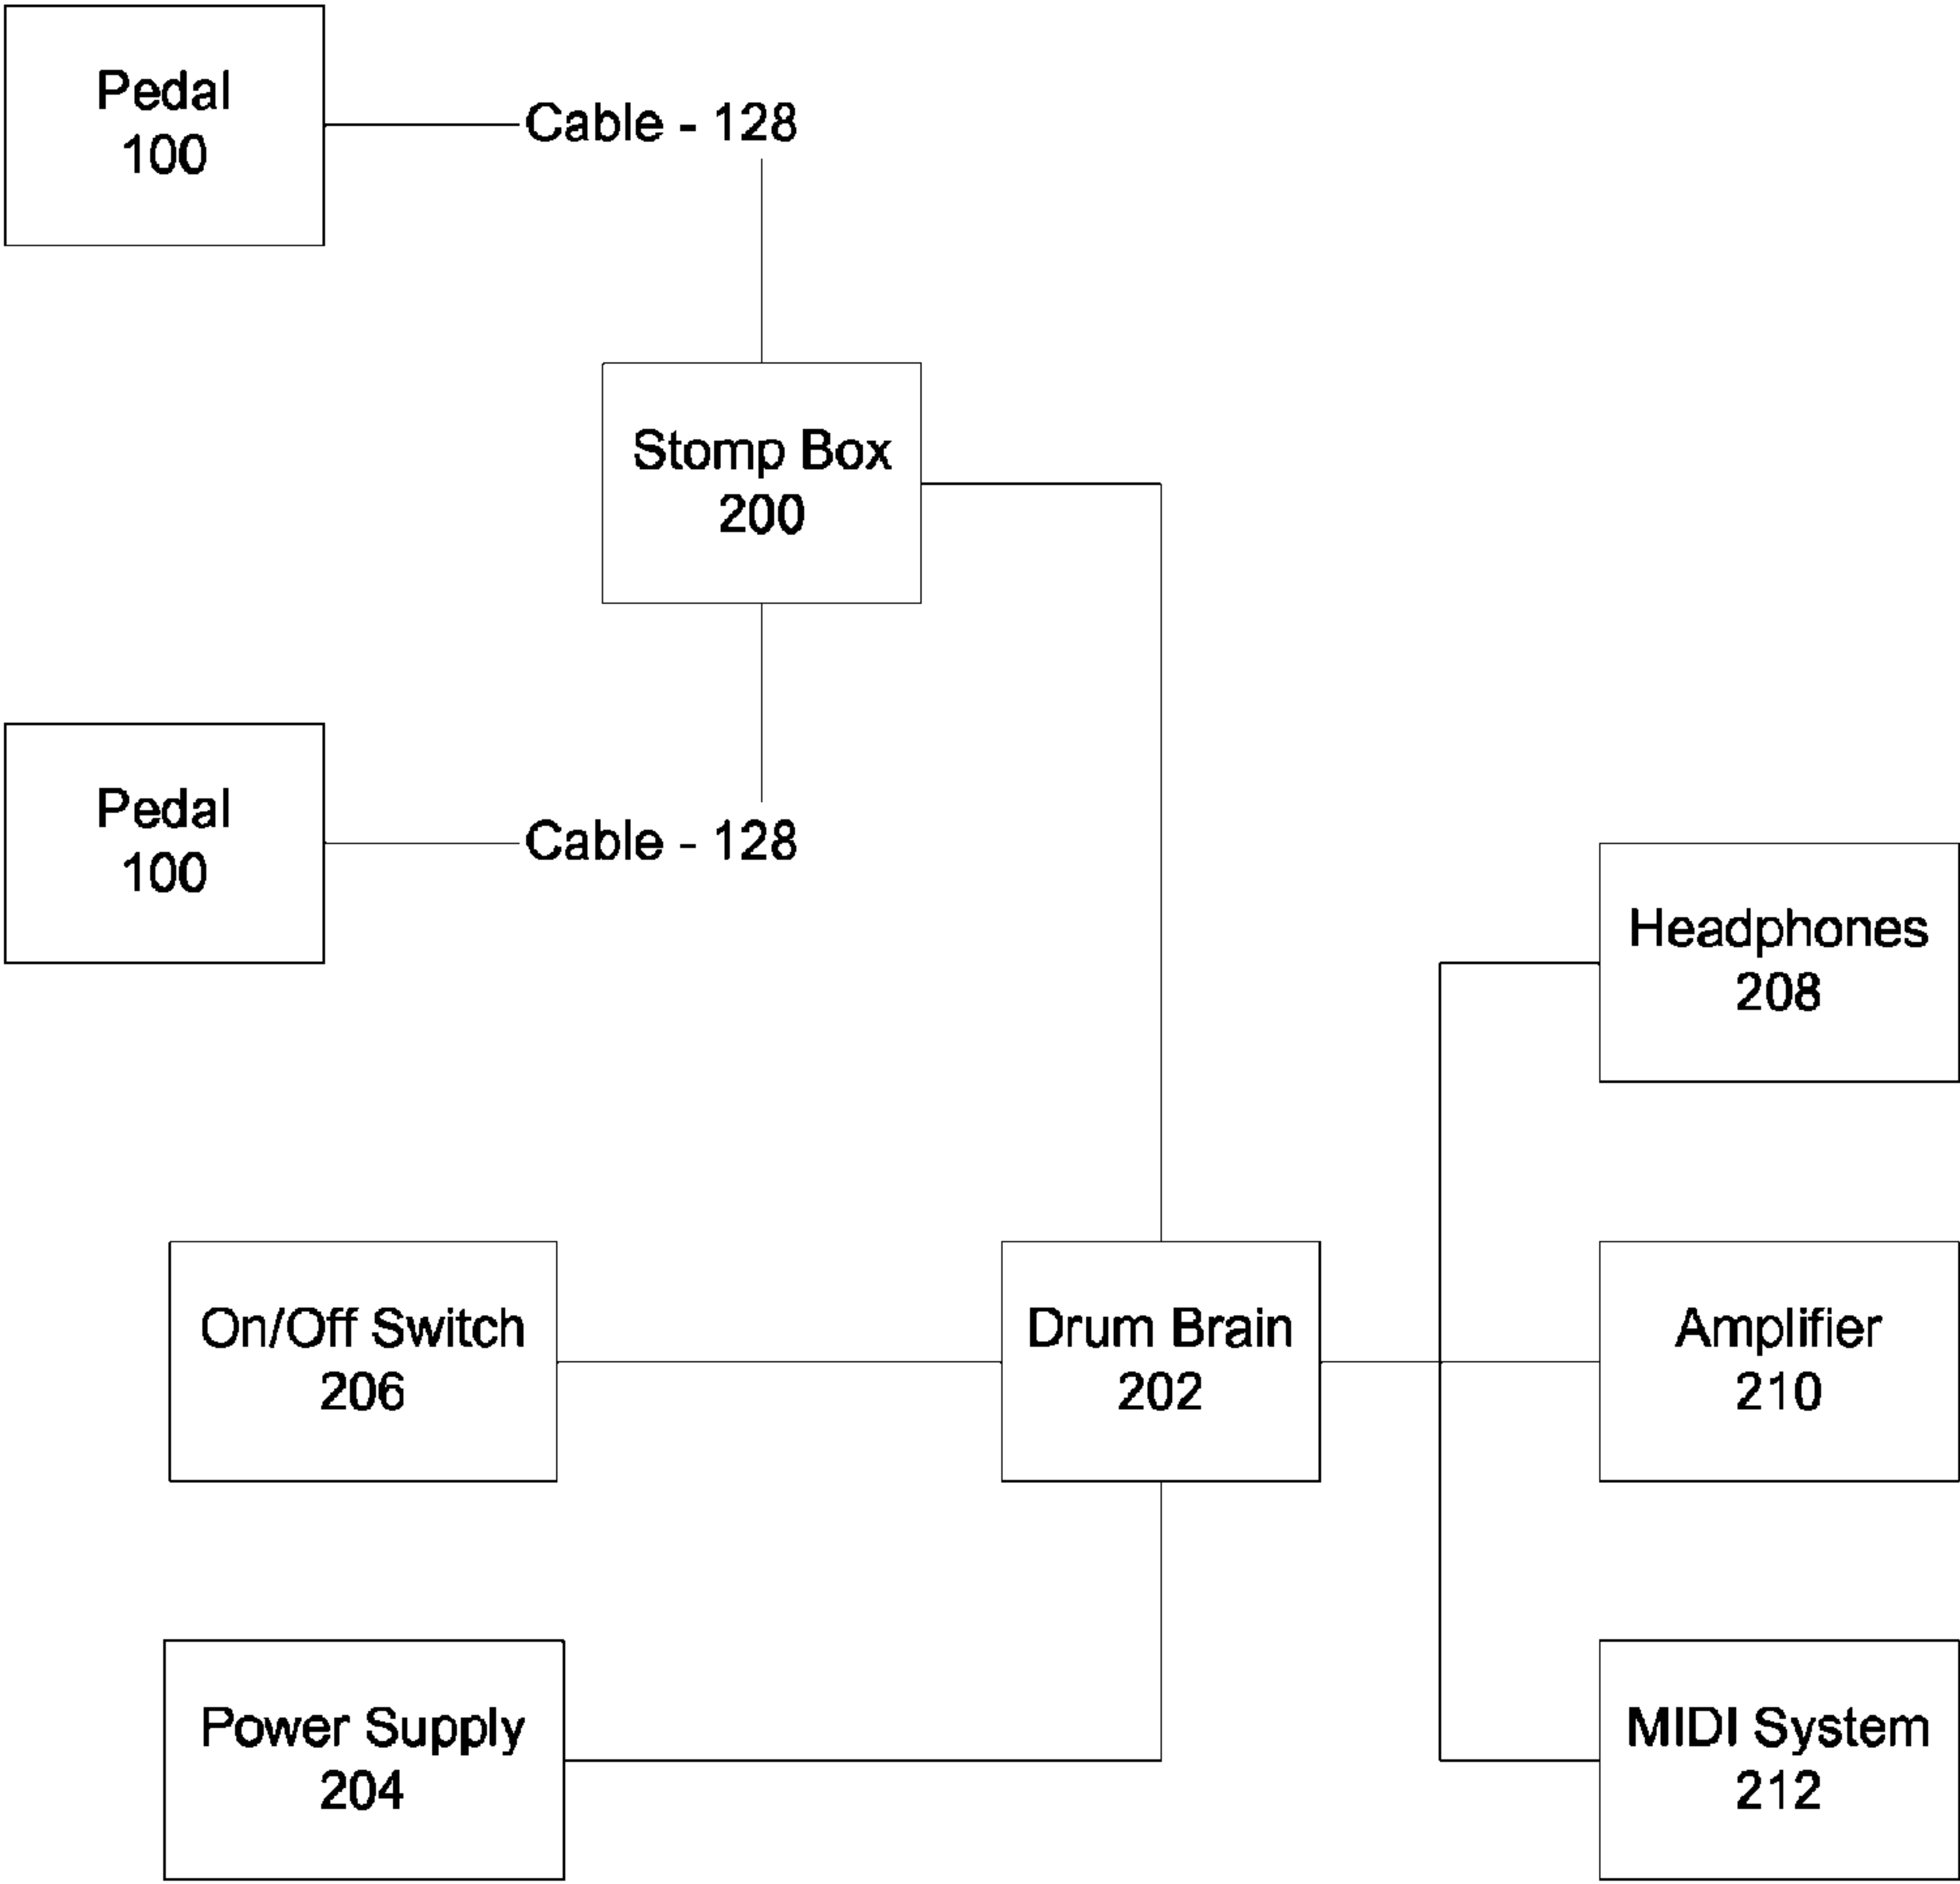 Pedal
100
Cable - 128
Stomp Box
200
Pedal
100
Cable - 128
Headphones
208
On/Off Switch
206
Drum Brain
202
Amplifier
210
Power Supply
204
MIDI System
212